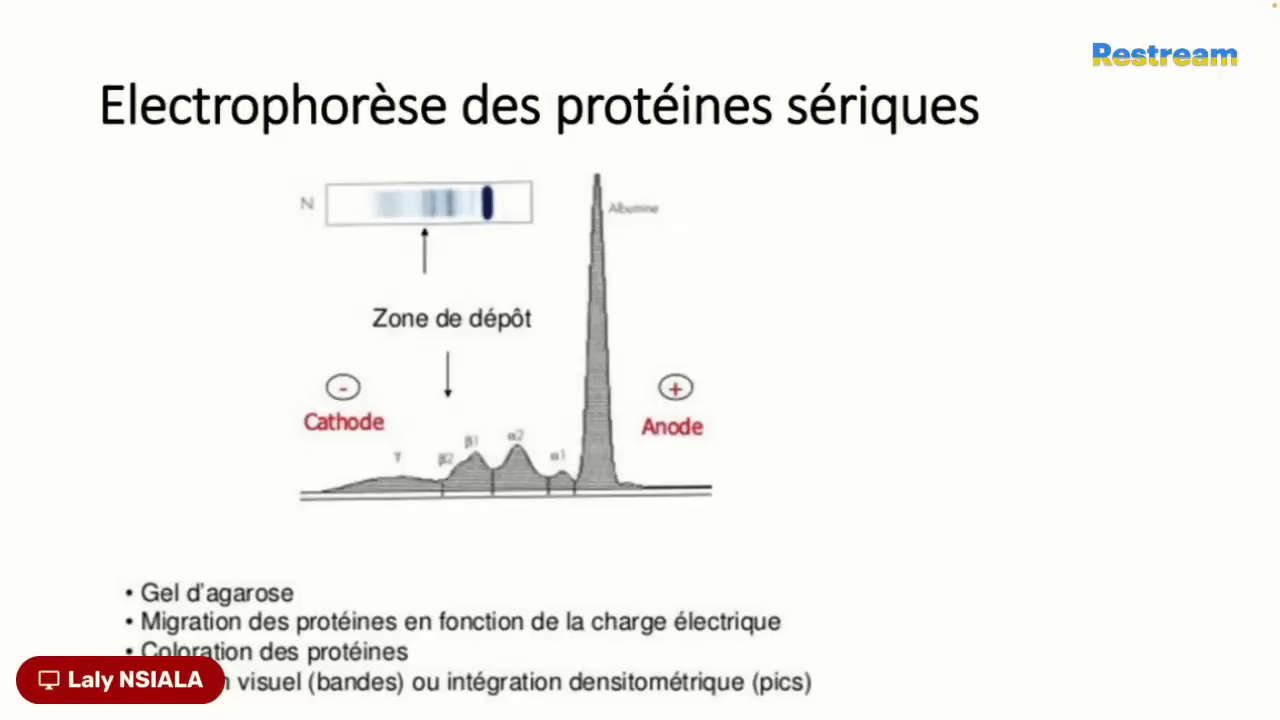 Restream
Electrophorèse des protéines sériques
N
Albumine
Zone de dépôt
-
+
Cathode
Anode
γ
β2
β1
α2
α1
• Gel d'agarose
• Migration des protéines en fonction de la charge électrique
• Coloration des protéines
visuel (bandes) ou intégration densitométrique (pics)
Laly NSIALA